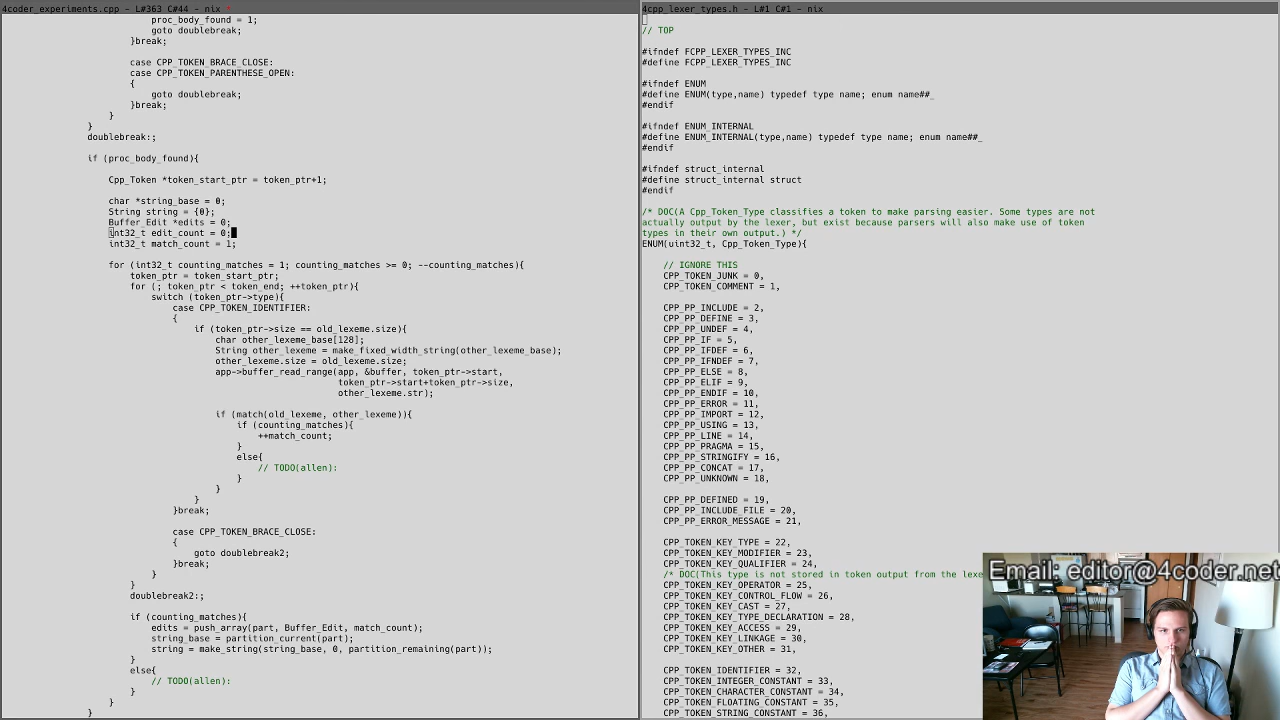 4coder_experiments.cpp - L#363 C#44 - nix *
proc_body_found = 1;
goto doublebreak;
}break;
case CPP_TOKEN_BRACE_CLOSE:
case CPP_TOKEN_PARENTHESE_OPEN:
{
goto doublebreak;
}break;
}
}
doublebreak:;
if (proc_body_found){
Cpp_Token *token_start_ptr = token_ptr+1;
char *string_base = 0;
String string = {0};
Buffer_Edit *edits = 0;
int32_t edit_count = 0;
int32_t match_count = 1;
for (int32_t counting_matches = 1; counting_matches >= 0; --counting_matches){
token_ptr = token_start_ptr;
for (; token_ptr < token_end; ++token_ptr){
switch (token_ptr->type){
case CPP_TOKEN_IDENTIFIER:
{
if (token_ptr->size == old_lexeme.size){
char other_lexeme_base[128];
String other_lexeme = make_fixed_width_string(other_lexeme_base);
other_lexeme.size = old_lexeme.size;
app->buffer_read_range(app, &buffer, token_ptr->start,
token_ptr->start+token_ptr->size,
other_lexeme.str);
if (match(old_lexeme, other_lexeme)){
if (counting_matches){
++match_count;
}
else{
// TODO(allen):
}
}
}
}break;
case CPP_TOKEN_BRACE_CLOSE:
{
goto doublebreak2;
}break;
}
}
doublebreak2:;
if (counting_matches){
edits = push_array(part, Buffer_Edit, match_count);
string_base = partition_current(part);
string = make_string(string_base, 0, partition_remaining(part));
}
else{
// TODO(allen):
}
}
}
4cpp_lexer_types.h - L#1 C#1 - nix
// TOP
#ifndef FCPP_LEXER_TYPES_INC
#define FCPP_LEXER_TYPES_INC
#ifndef ENUM
#define ENUM(type,name) typedef type name; enum name##_
#endif
#ifndef ENUM_INTERNAL
#define ENUM_INTERNAL(type,name) typedef type name; enum name##_
#endif
#ifndef struct_internal
#define struct_internal struct
#endif
/* DOC(A Cpp_Token_Type classifies a token to make parsing easier. Some types are not
actually output by the lexer, but exist because parsers will also make use of token
types in their own output.) */
ENUM(uint32_t, Cpp_Token_Type){
// IGNORE THIS
CPP_TOKEN_JUNK = 0,
CPP_TOKEN_COMMENT = 1,
CPP_PP_INCLUDE = 2,
CPP_PP_DEFINE = 3,
CPP_PP_UNDEF = 4,
CPP_PP_IF = 5,
CPP_PP_IFDEF = 6,
CPP_PP_IFNDEF = 7,
CPP_PP_ELSE = 8,
CPP_PP_ELIF = 9,
CPP_PP_ENDIF = 10,
CPP_PP_ERROR = 11,
CPP_PP_IMPORT = 12,
CPP_PP_USING = 13,
CPP_PP_LINE = 14,
CPP_PP_PRAGMA = 15,
CPP_PP_STRINGIFY = 16,
CPP_PP_CONCAT = 17,
CPP_PP_UNKNOWN = 18,
CPP_PP_DEFINED = 19,
CPP_PP_INCLUDE_FILE = 20,
CPP_PP_ERROR_MESSAGE = 21,
CPP_TOKEN_KEY_TYPE = 22,
CPP_TOKEN_KEY_MODIFIER = 23,
CPP_TOKEN_KEY_QUALIFIER = 24,
/* DOC(This type is not stored in token output from the lexe
CPP_TOKEN_KEY_OPERATOR = 25,
CPP_TOKEN_KEY_CONTROL_FLOW = 26,
CPP_TOKEN_KEY_CAST = 27,
CPP_TOKEN_KEY_TYPE_DECLARATION = 28,
CPP_TOKEN_KEY_ACCESS = 29,
CPP_TOKEN_KEY_LINKAGE = 30,
CPP_TOKEN_KEY_OTHER = 31,
CPP_TOKEN_IDENTIFIER = 32,
CPP_TOKEN_INTEGER_CONSTANT = 33,
CPP_TOKEN_CHARACTER_CONSTANT = 34,
CPP_TOKEN_FLOATING_CONSTANT = 35,
CPP_TOKEN_STRING_CONSTANT = 36,
Email: editor@4coder.net